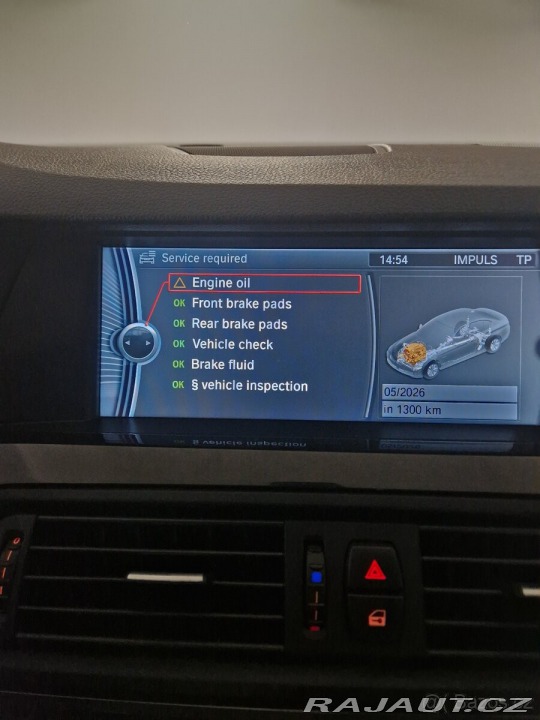 Service required
14:54 IMPULS TP
Engine oil
OK Front brake pads
OK Rear brake pads
OK Vehicle check
OK Brake fluid
OK § vehicle inspection
05/2026
in 1300 km
RAJAUT.CZ